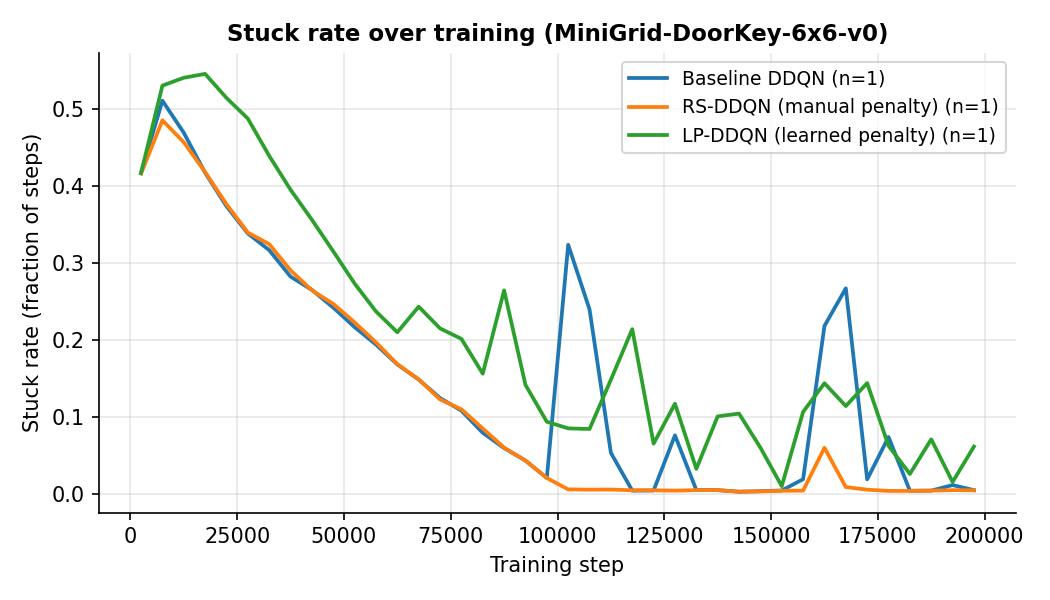 Stuck rate over training (MiniGrid-DoorKey-6x6-v0)
Baseline DDQN (n=1)
RS-DDQN (manual penalty) (n=1)
LP-DDQN (learned penalty) (n=1)
Stuck rate (fraction of steps)
0.5
0.4
0.3
0.2
0.1
0.0
0 25000 50000 75000 100000 125000 150000 175000 200000
Training step